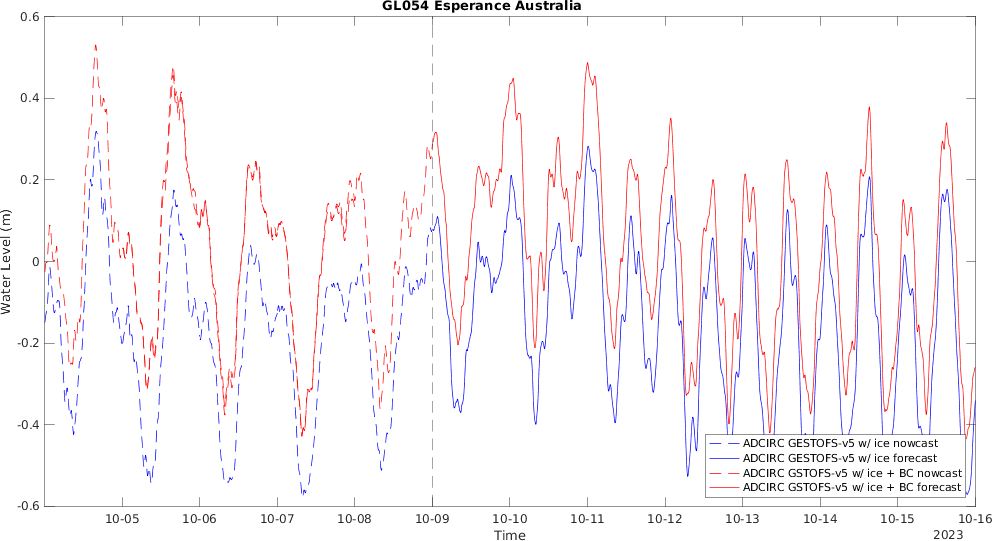 GL054 Esperance Australia
Water Level (m)
0.6
0.4
0.2
0
-0.2
-0.4
-0.6
ADCIRC GESTOFS-v5 w/ ice nowcast
ADCIRC GESTOFS-v5 w/ ice forecast
ADCIRC GSTOFS-v5 w/ ice + BC nowcast
ADCIRC GSTOFS-v5 w/ ice + BC forecast
10-05 10-06 10-07 10-08 10-09 10-10 10-11 10-12 10-13 10-14 10-15 10-16
Time
2023